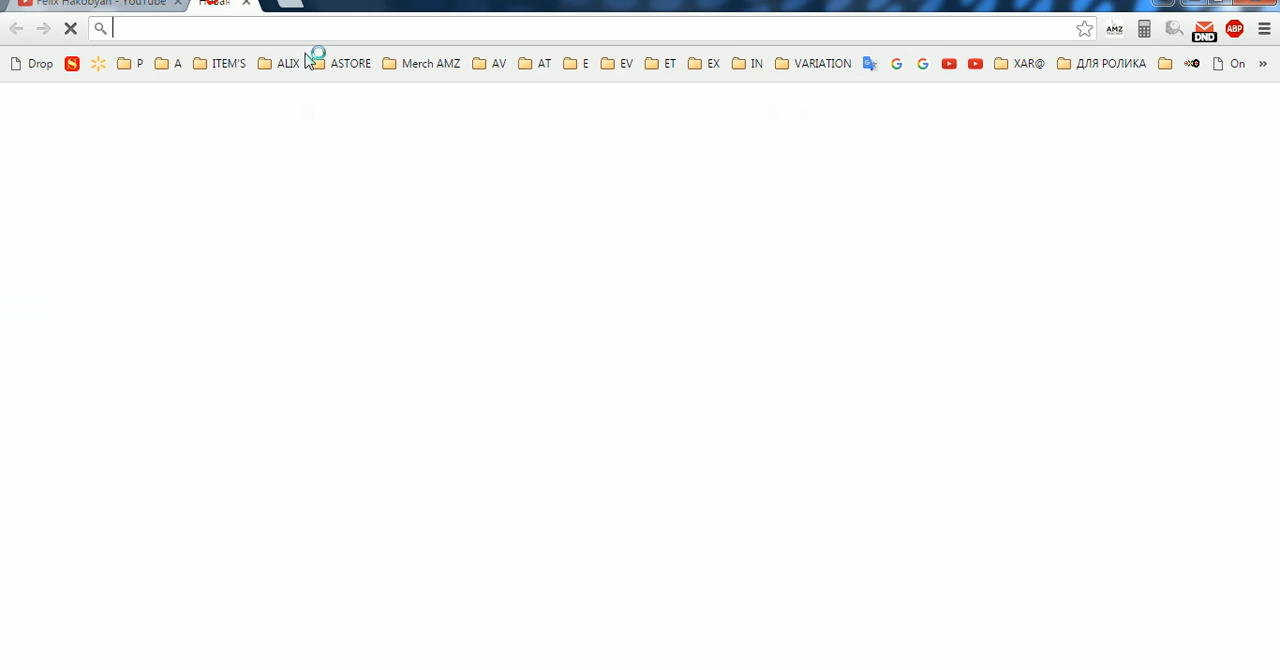 Felix Hakobyan - YouTube Новая
Drop P A ITEM'S ALIX ASTORE Merch AMZ AV AT E EV ET EX IN VARIATION XAR@ ДЛЯ РОЛИКА On »
AMZ DND ABP